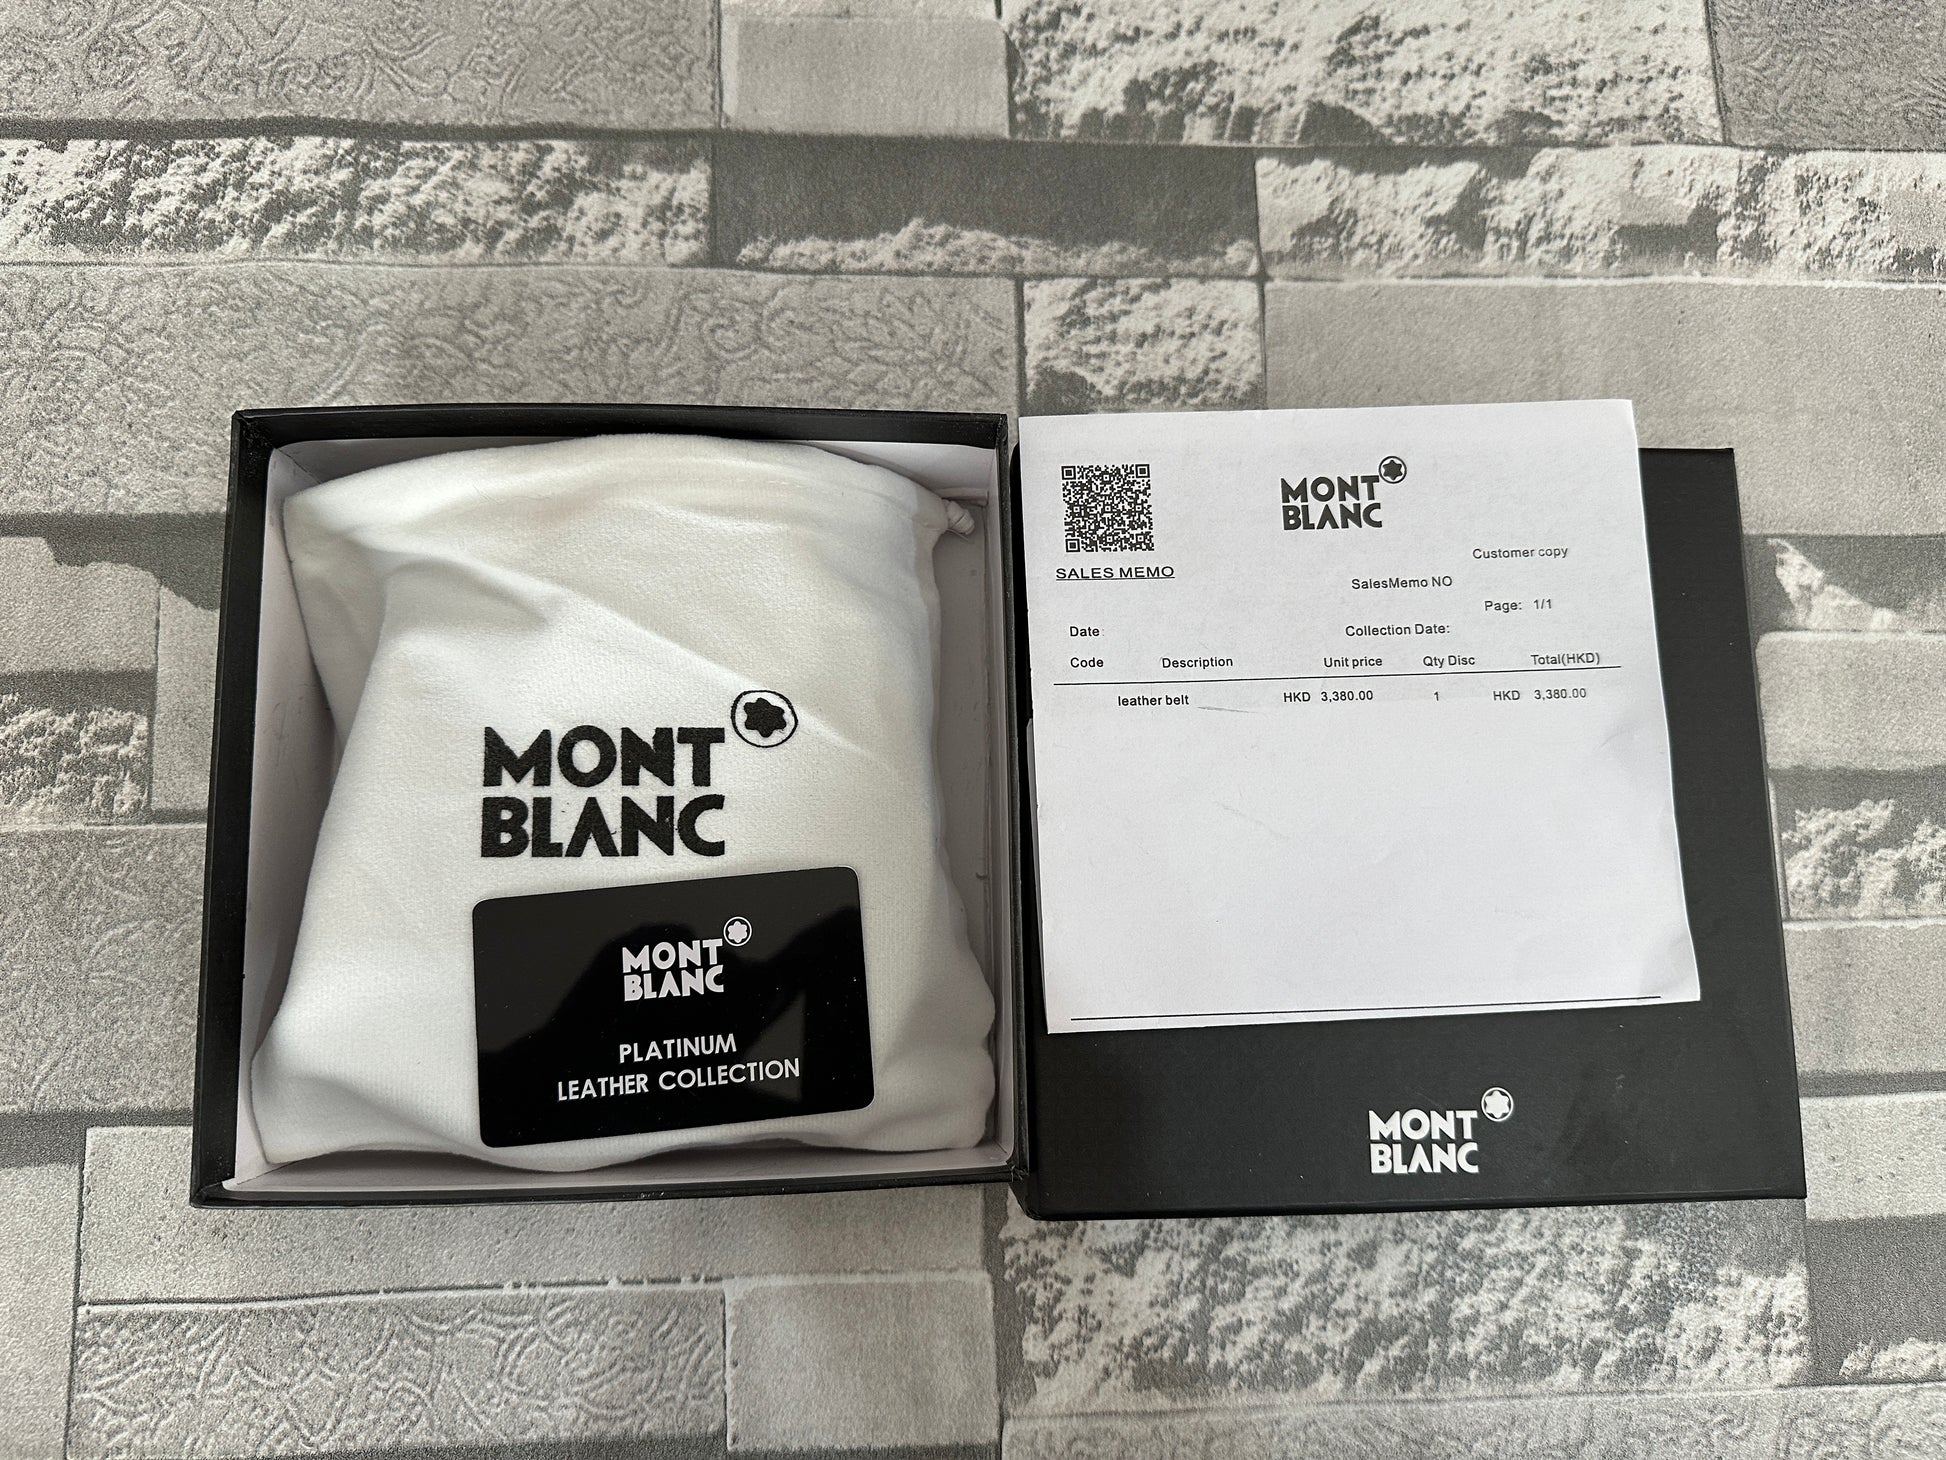 MONT
BLANC
MONT
BLANC
PLATINUM
LEATHER COLLECTION
MONT
BLANC
Customer copy
SALES MEMO
SalesMemo NO
Page: 1/1
Date:
Collection Date:
Code Description Unit price Qty Disc Total(HKD)
leather belt HKD 3,380.00 1 HKD 3,380.00
MONT
BLANC